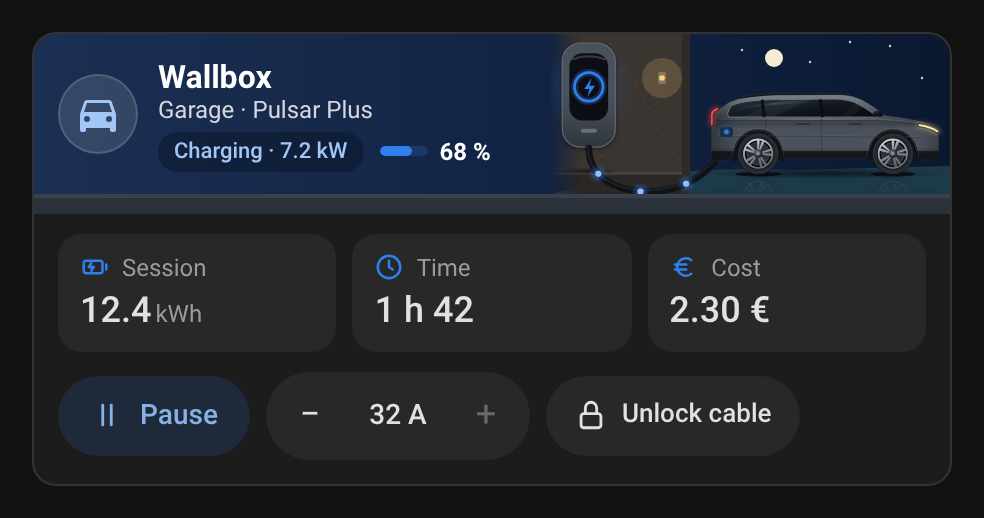 Wallbox
Garage · Pulsar Plus
Charging · 7.2 kW
68 %
Session
12.4 kWh
Time
1 h 42
Cost
2.30 €
Pause
− 32 A +
Unlock cable